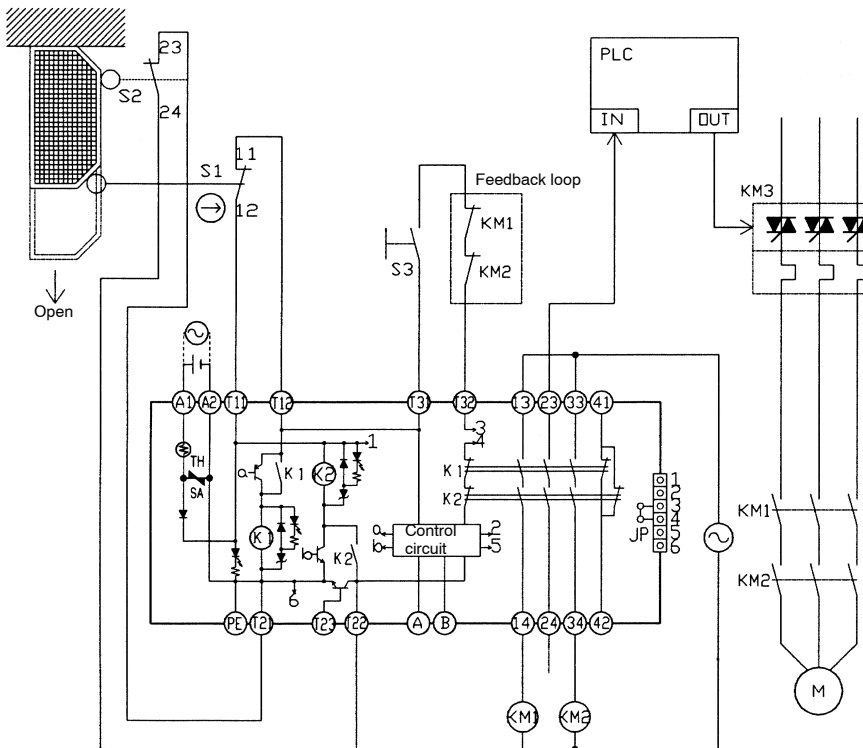 23
S2
24
PLC
IN
OUT
11
S1
12
Feedback loop
KM1
KM2
S3
KM3
Open
A1
A2
T11
T12
T31
T32
13
23
33
41
3
4
1
TH
SA
a
K1
K2
K1
K2
K1
b
K2
a
b
Control
circuit
2
5
6
JP
1
2
3
4
5
6
KM1
KM2
PE
T21
T23
T22
A
B
14
24
34
42
KM1
KM2
M